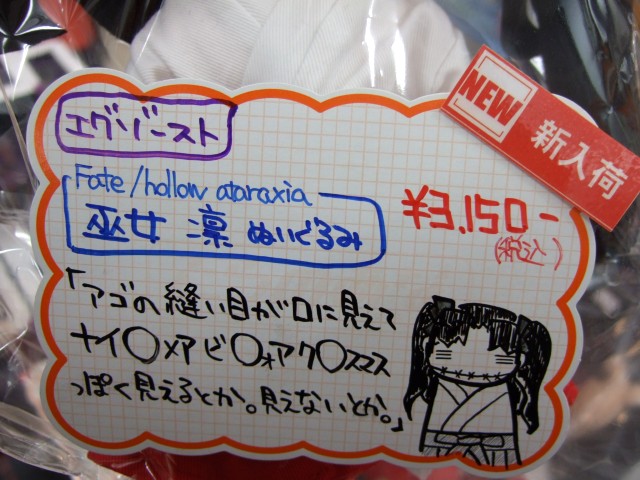 NEW 新入荷
エグゾースト
Fate/hollow ataraxia
巫女 凛 ぬいぐるみ
¥3,150-
(税込)
「アゴの縫い目が口に見えて
ナイ〇メアビ〇ォアク〇スマス
っぽく見えるとか。見えないとか。」